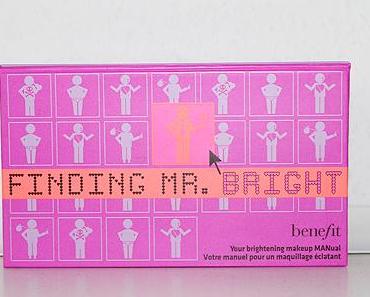 FINDING MR. BRIGHT
benefit
Your brightening makeup MANual
Votre manuel pour un maquillage éclatant